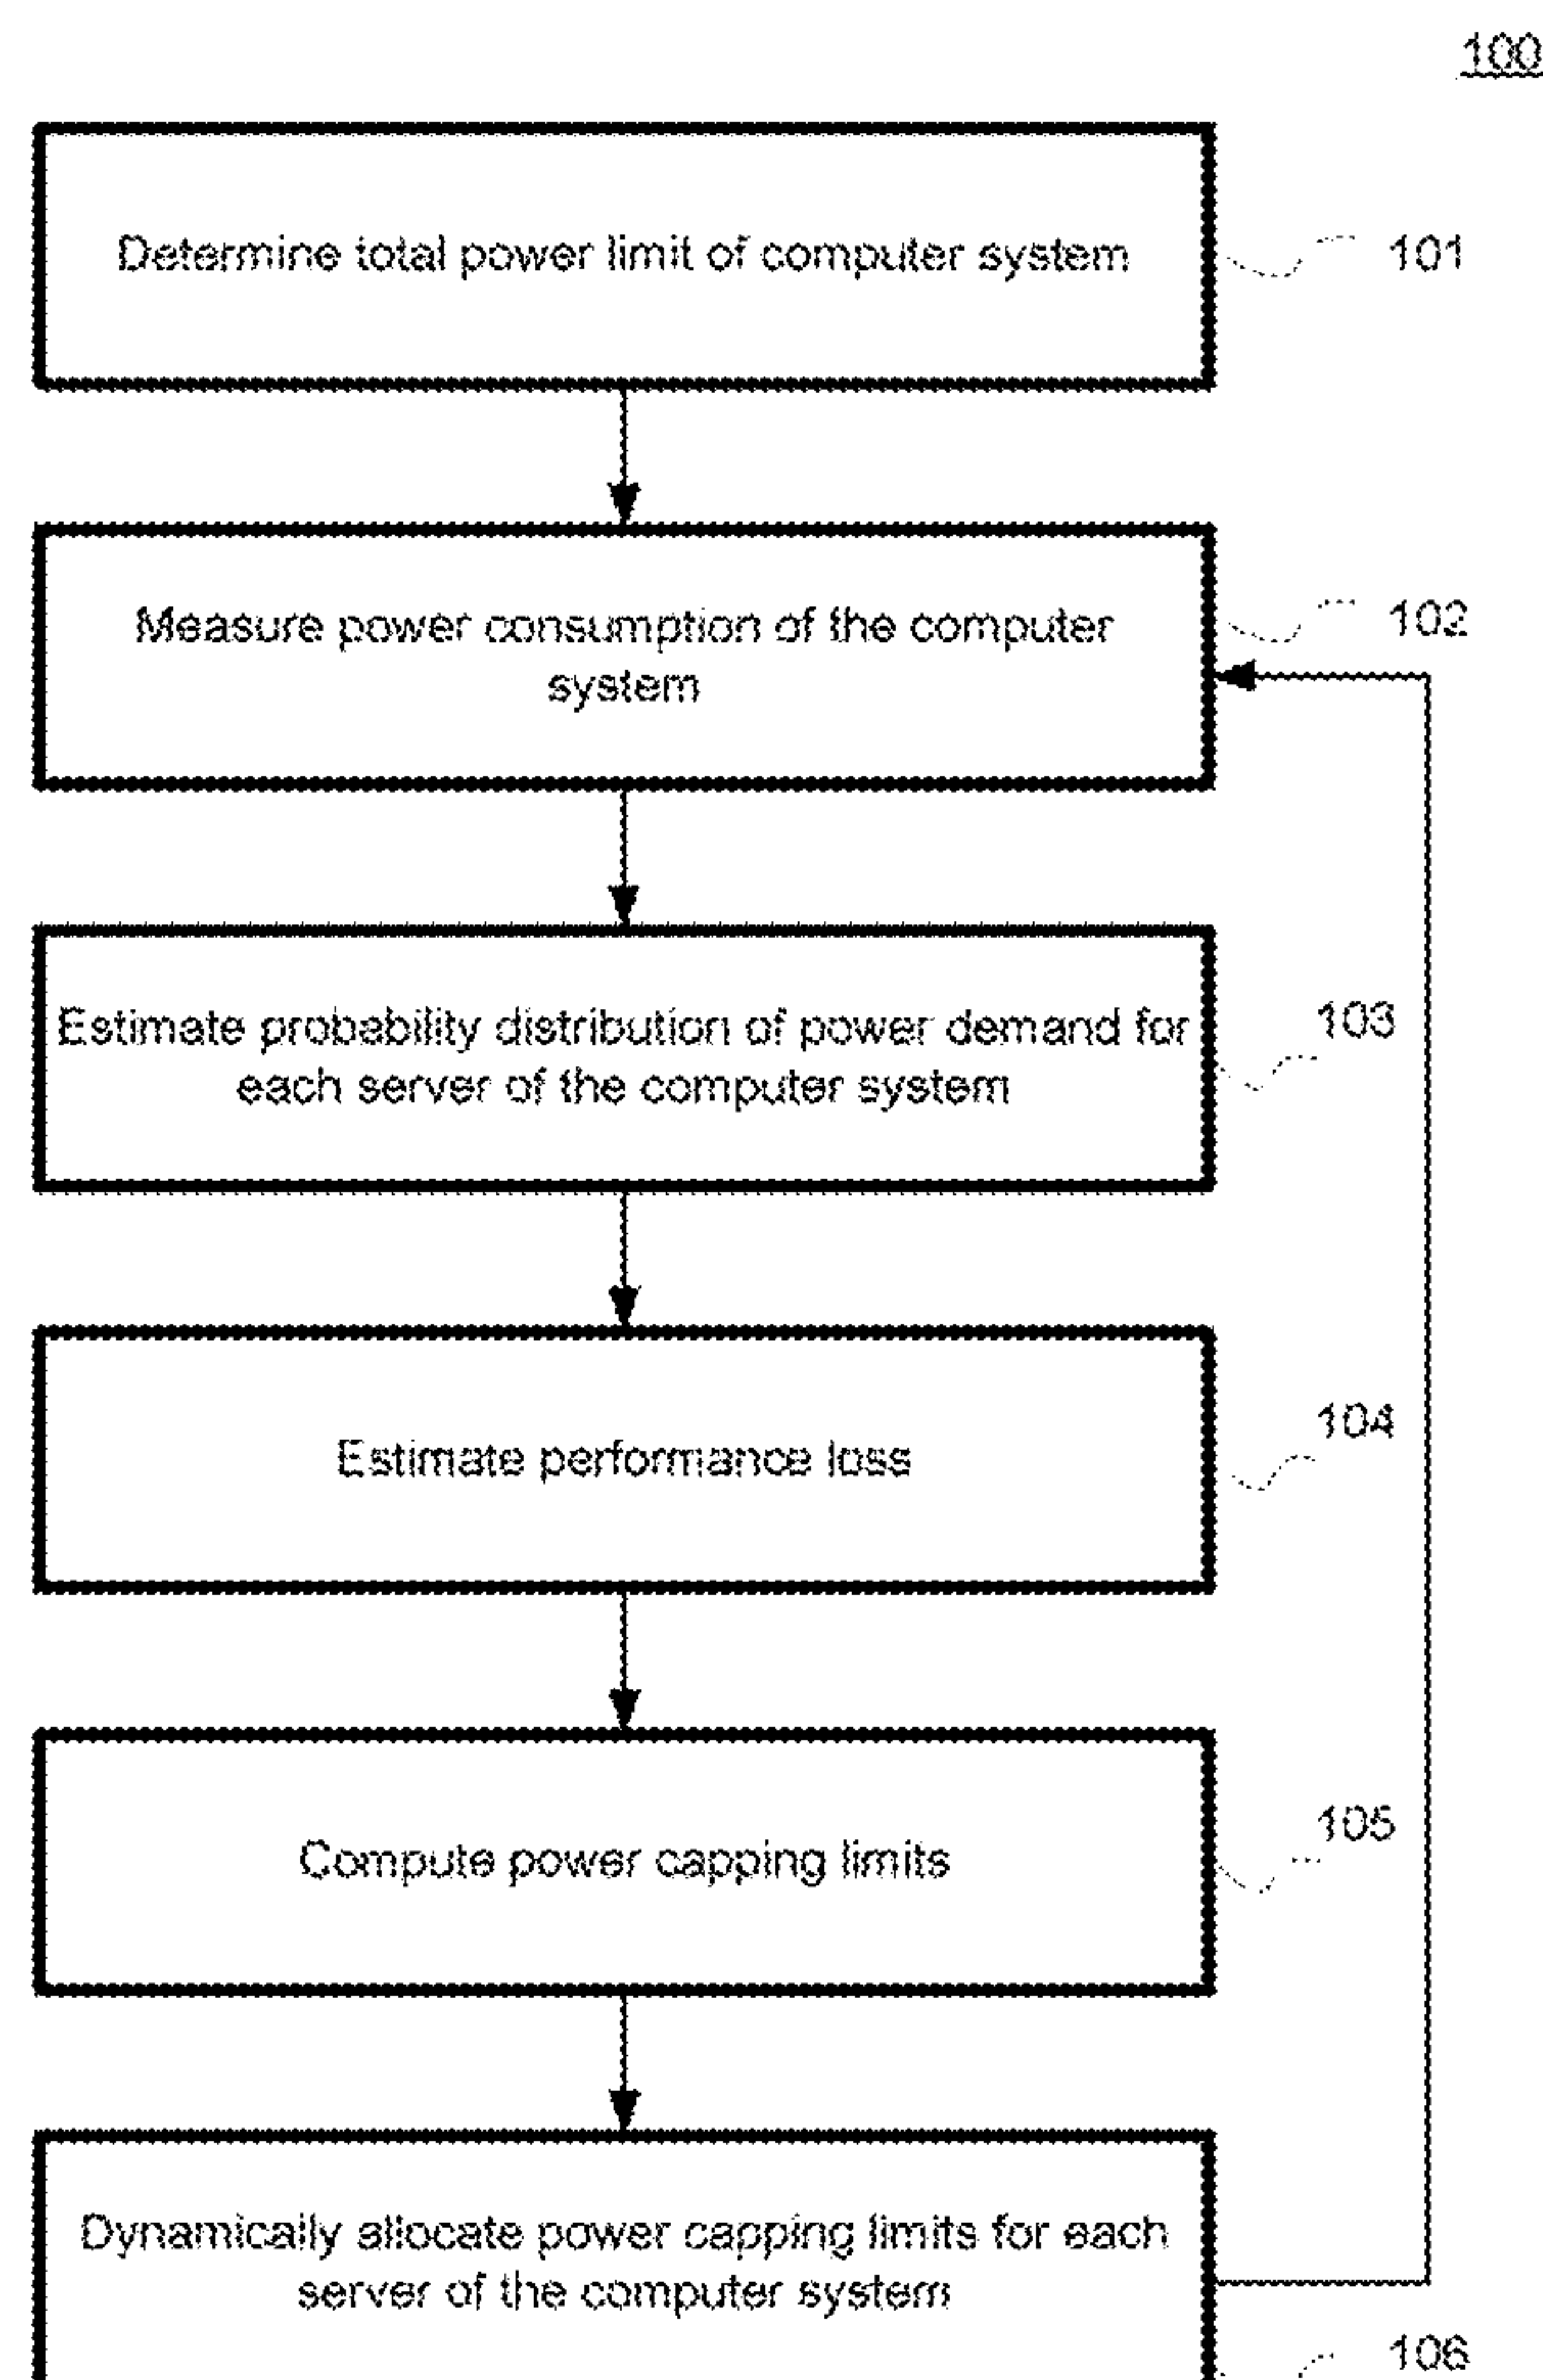 100
Determine total power limit of computer system
101
Measure power consumption of the computer
system
102
Estimate probability distribution of power demand for
each server of the computer system
103
Estimate performance loss
104
Compute power capping limits
105
Dynamically allocate power capping limits for each
server of the computer system
106